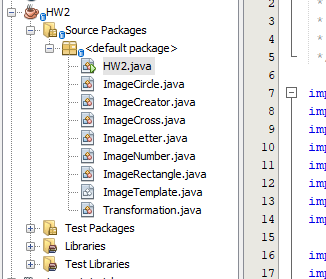 HW2
Source Packages
<default package>
HW2.java
ImageCircle.java
ImageCreator.java
ImageCross.java
ImageLetter.java
ImageNumber.java
ImageRectangle.java
ImageTemplate.java
Transformation.java
Test Packages
Libraries
Test Libraries
2 *
3 *
4 *
5 *
6
7 imp
8 imp
9 imp
10 imp
11 imp
12 imp
13 imp
14 imp
15
16 imp
17 imp